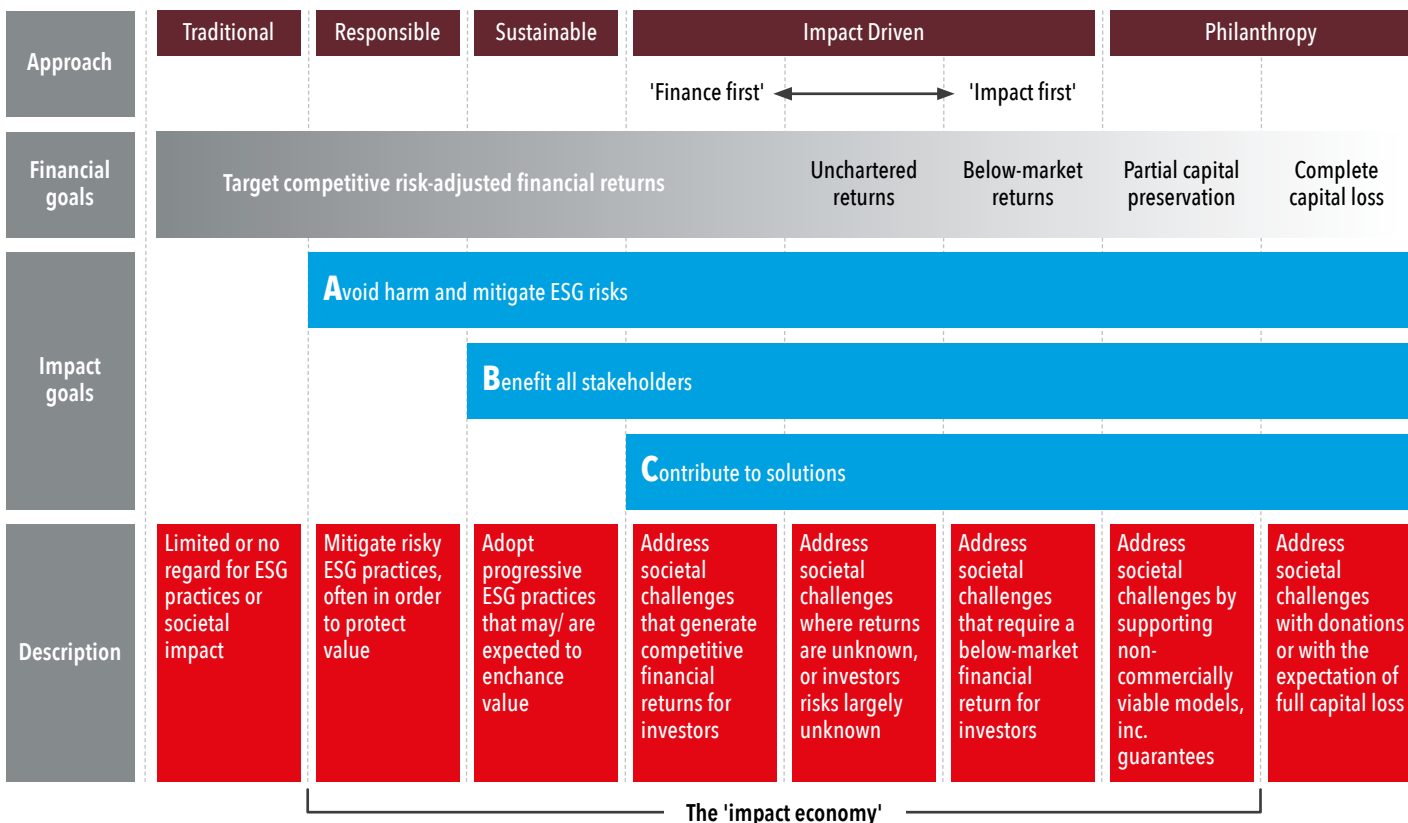 Approach
Traditional
Responsible
Sustainable
Impact Driven
Philanthropy
'Finance first'
'Impact first'
Financial
goals
Target competitive risk-adjusted financial returns
Unchartered
returns
Below-market
returns
Partial capital
preservation
Complete
capital loss
Impact
goals
Avoid harm and mitigate ESG risks
Benefit all stakeholders
Contribute to solutions
Description
Limited or no
regard for ESG
practices or
societal
impact
Mitigate risky
ESG practices,
often in order
to protect
value
Adopt
progressive
ESG practices
that may/ are
expected to
enchance
value
Address
societal
challenges
that generate
competitive
financial
returns for
investors
Address
societal
challenges
where returns
are unknown,
or investors
risks largely
unknown
Address
societal
challenges
that require a
below-market
financial
return for
investors
Address
societal
challenges by
supporting
non-
commercially
viable models,
inc.
guarantees
Address
societal
challenges
with donations
or with the
expectation of
full capital loss
The 'impact economy'